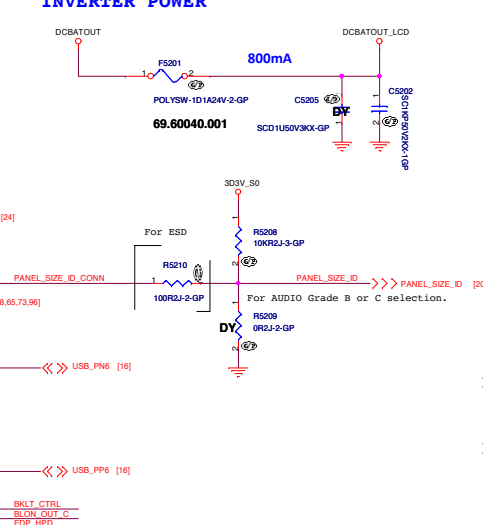 INVERTER POWER
DCBATOUT
DCBATOUT_LCD
F5201
800mA
1
2
POLYSW-1D1A24V-2-GP
69.60040.001
C5205
DY
1
SCD1U50V3KX-GP
C5202
1
2
SC1KP50V2KX-1GP
3D3V_S0
[24]
For ESD
1
R5208
10KR2J-3-GP
2
R5210
PANEL_SIZE_ID_CONN
1
100R2J-2-GP
PANEL_SIZE_ID
PANEL_SIZE_ID [20
8,65,73,96]
For AUDIO Grade B or C selection.
1
R5209
DY
0R2J-2-GP
2
USB_PN6 [16]
USB_PP6 [16]
BKLT_CTRL
BLON_OUT_C
EDP_HPD